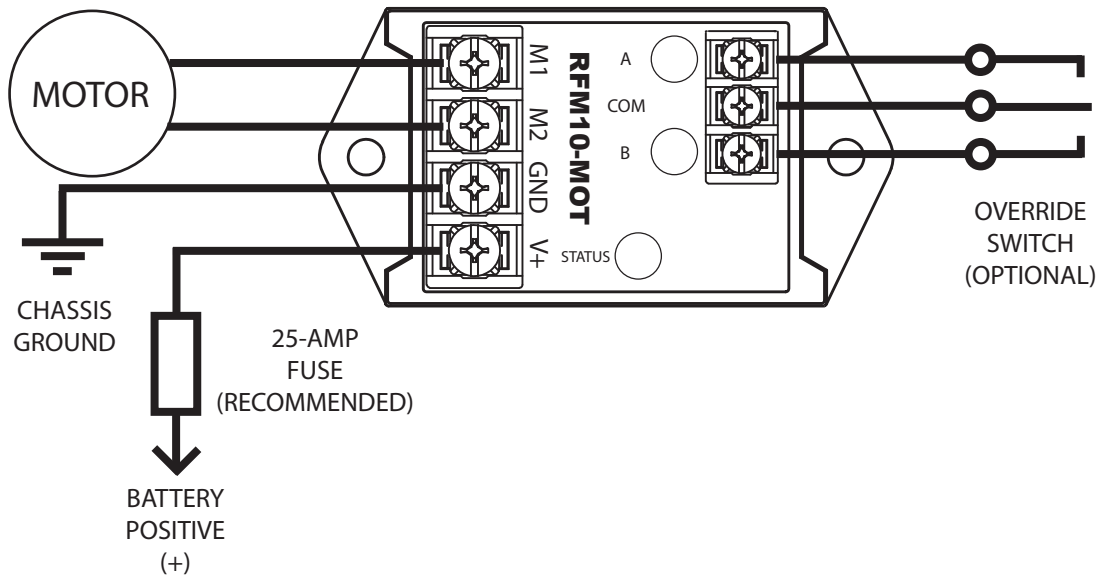 MOTOR
M1
M2
GND
V+
RFM10-MOT
A
COM
B
STATUS
OVERRIDE
SWITCH
(OPTIONAL)
CHASSIS
GROUND
25-AMP
FUSE
(RECOMMENDED)
BATTERY
POSITIVE
(+)